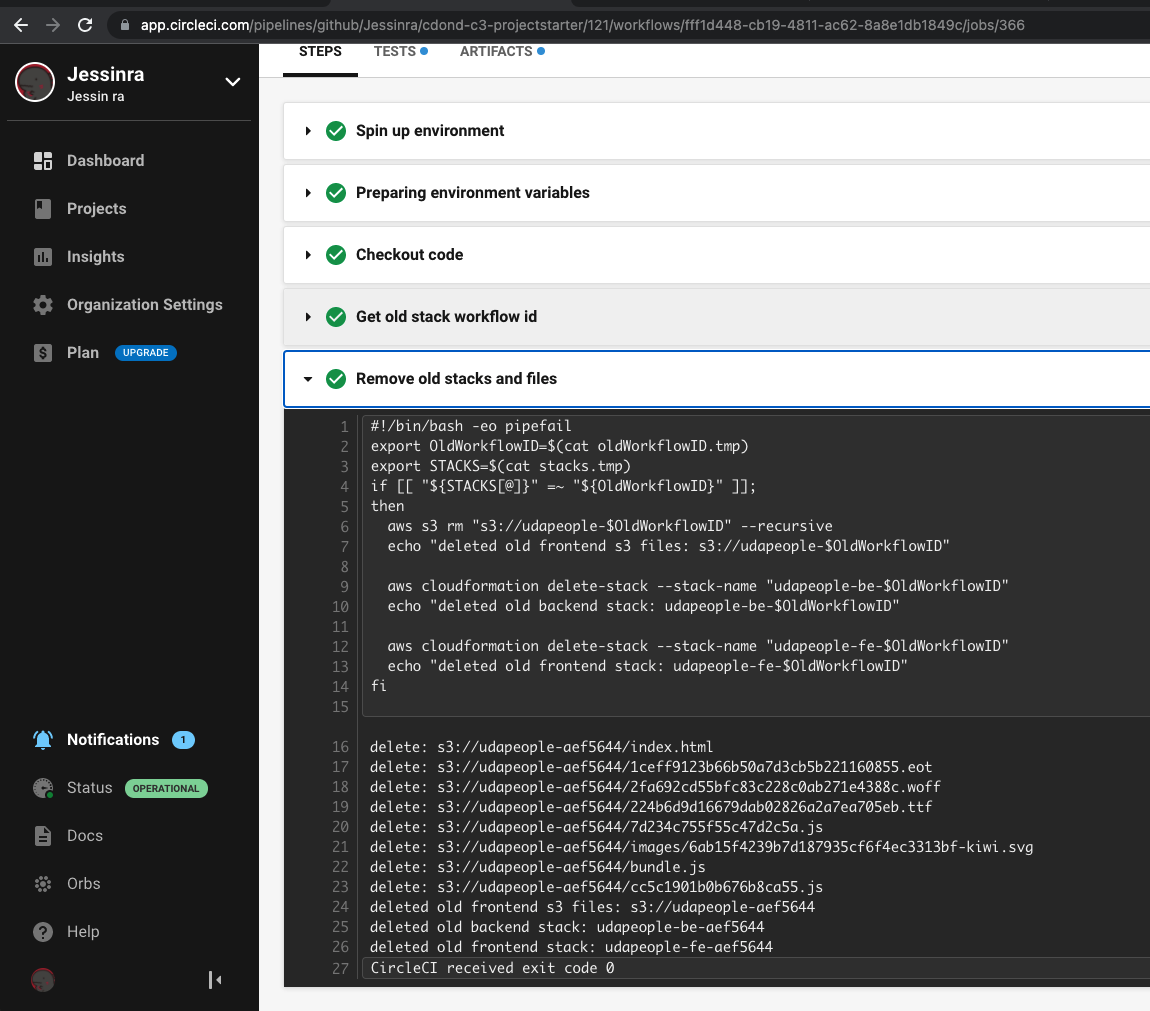 app.circleci.com/pipelines/github/Jessinra/cdond-c3-projectstarter/121/workflows/fff1d448-cb19-4811-ac62-8a8e1db1849c/jobs/366
Jessinra
Jessin ra
Dashboard
Projects
Insights
Organization Settings
Plan UPGRADE
Notifications 1
Status OPERATIONAL
Docs
Orbs
Help
STEPS TESTS ARTIFACTS
Spin up environment
Preparing environment variables
Checkout code
Get old stack workflow id
Remove old stacks and files
1 #!/bin/bash -eo pipefail
2 export OldWorkflowID=$(cat oldWorkflowID.tmp)
3 export STACKS=$(cat stacks.tmp)
4 if [[ "${STACKS[@]}" =~ "${OldWorkflowID}" ]];
5 then
6 aws s3 rm "s3://udapeople-$OldWorkflowID" --recursive
7 echo "deleted old frontend s3 files: s3://udapeople-$OldWorkflowID"
8
9 aws cloudformation delete-stack --stack-name "udapeople-be-$OldWorkflowID"
10 echo "deleted old backend stack: udapeople-be-$OldWorkflowID"
11
12 aws cloudformation delete-stack --stack-name "udapeople-fe-$OldWorkflowID"
13 echo "deleted old frontend stack: udapeople-fe-$OldWorkflowID"
14 fi
15
16 delete: s3://udapeople-aef5644/index.html
17 delete: s3://udapeople-aef5644/1ceff9123b66b50a7d3cb5b221160855.eot
18 delete: s3://udapeople-aef5644/2fa692cd55bfc83c228c0ab271e4388c.woff
19 delete: s3://udapeople-aef5644/224b6d9d16679dab02826a2a7ea705eb.ttf
20 delete: s3://udapeople-aef5644/7d234c755f55c47d2c5a.js
21 delete: s3://udapeople-aef5644/images/6ab15f4239b7d187935cf6f4ec3313bf-kiwi.svg
22 delete: s3://udapeople-aef5644/bundle.js
23 delete: s3://udapeople-aef5644/cc5c1901b0b676b8ca55.js
24 deleted old frontend s3 files: s3://udapeople-aef5644
25 deleted old backend stack: udapeople-be-aef5644
26 deleted old frontend stack: udapeople-fe-aef5644
27 CircleCI received exit code 0